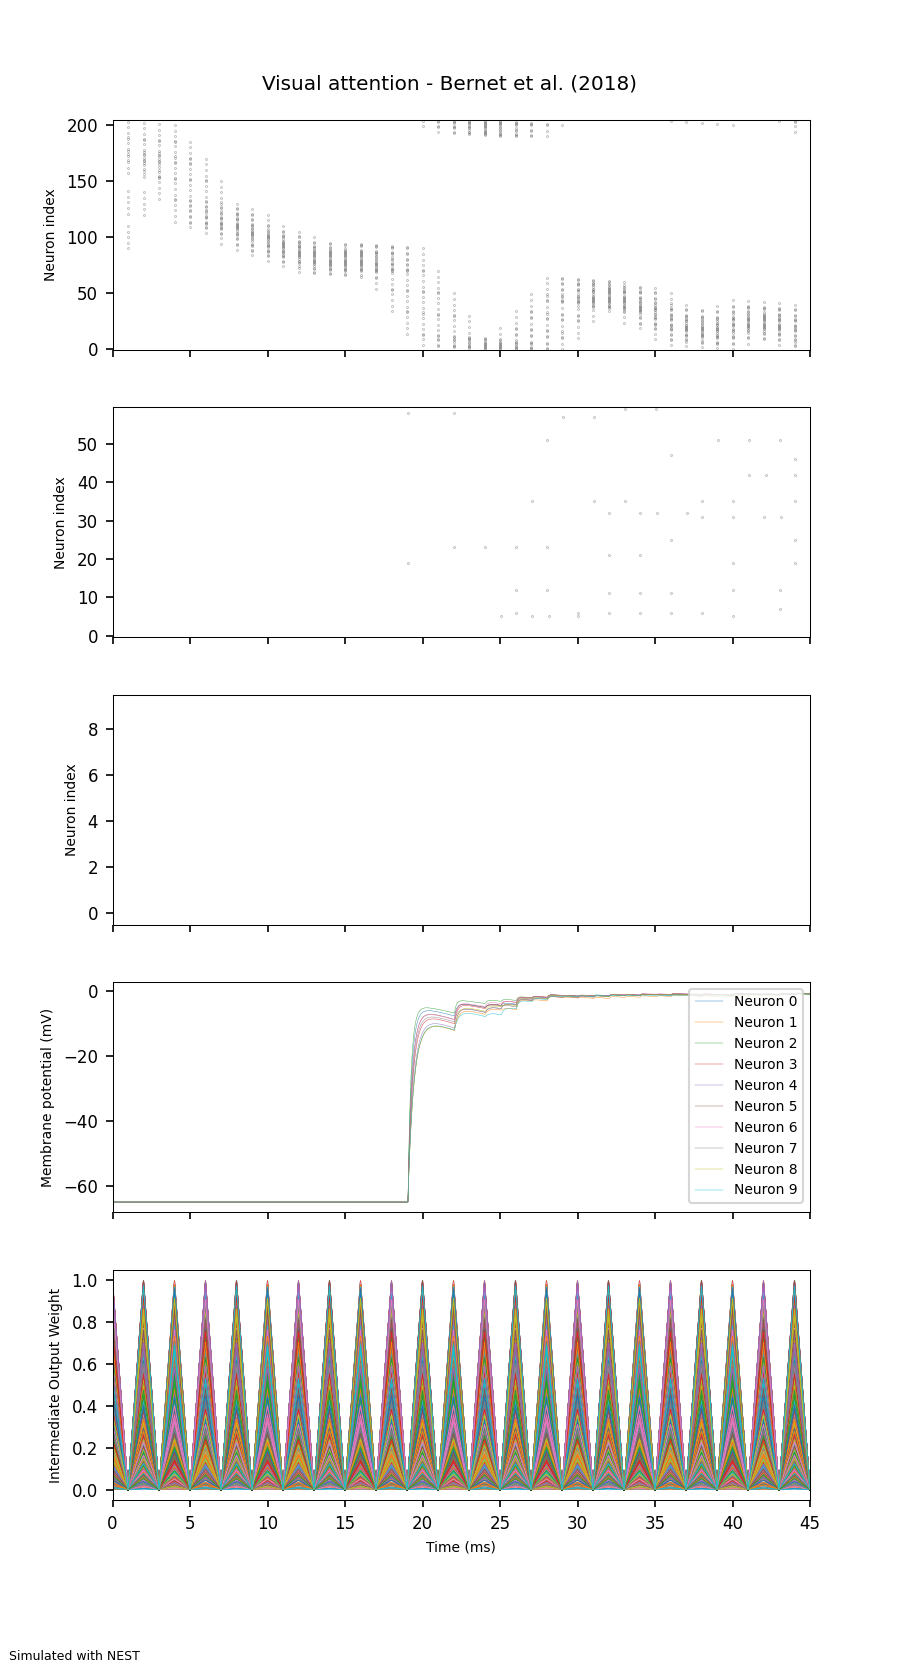 Visual attention - Bernet et al. (2018)
200
150
100
50
0
Neuron index
50
40
30
20
10
0
Neuron index
8
6
4
2
0
Neuron index
0
−20
−40
−60
Membrane potential (mV)
Neuron 0
Neuron 1
Neuron 2
Neuron 3
Neuron 4
Neuron 5
Neuron 6
Neuron 7
Neuron 8
Neuron 9
1.0
0.8
0.6
0.4
0.2
0.0
Intermediate Output Weight
0 5 10 15 20 25 30 35 40 45
Time (ms)
Simulated with NEST